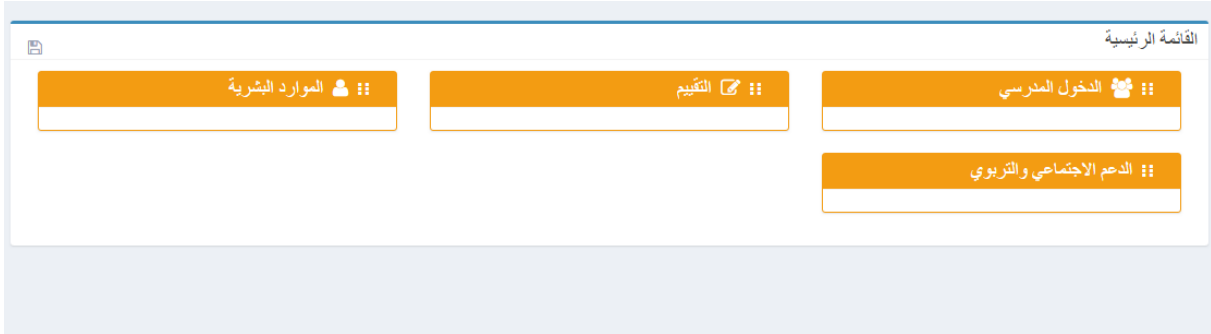 القائمة الرئيسية
الدخول المدرسي
التقييم
الموارد البشرية
الدعم الاجتماعي والتربوي